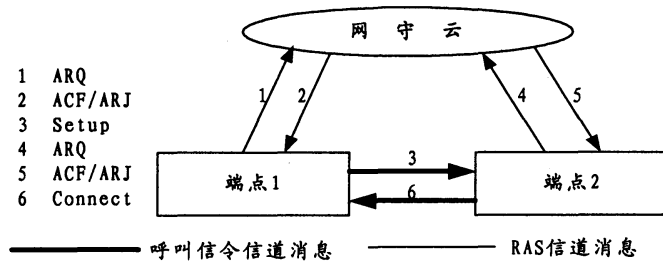 网守云
1 ARQ
2 ACF/ARJ
3 Setup
4 ARQ
5 ACF/ARJ
6 Connect
1
2
4
5
端点1
3
6
端点2
呼叫信令信道消息
RAS信道消息